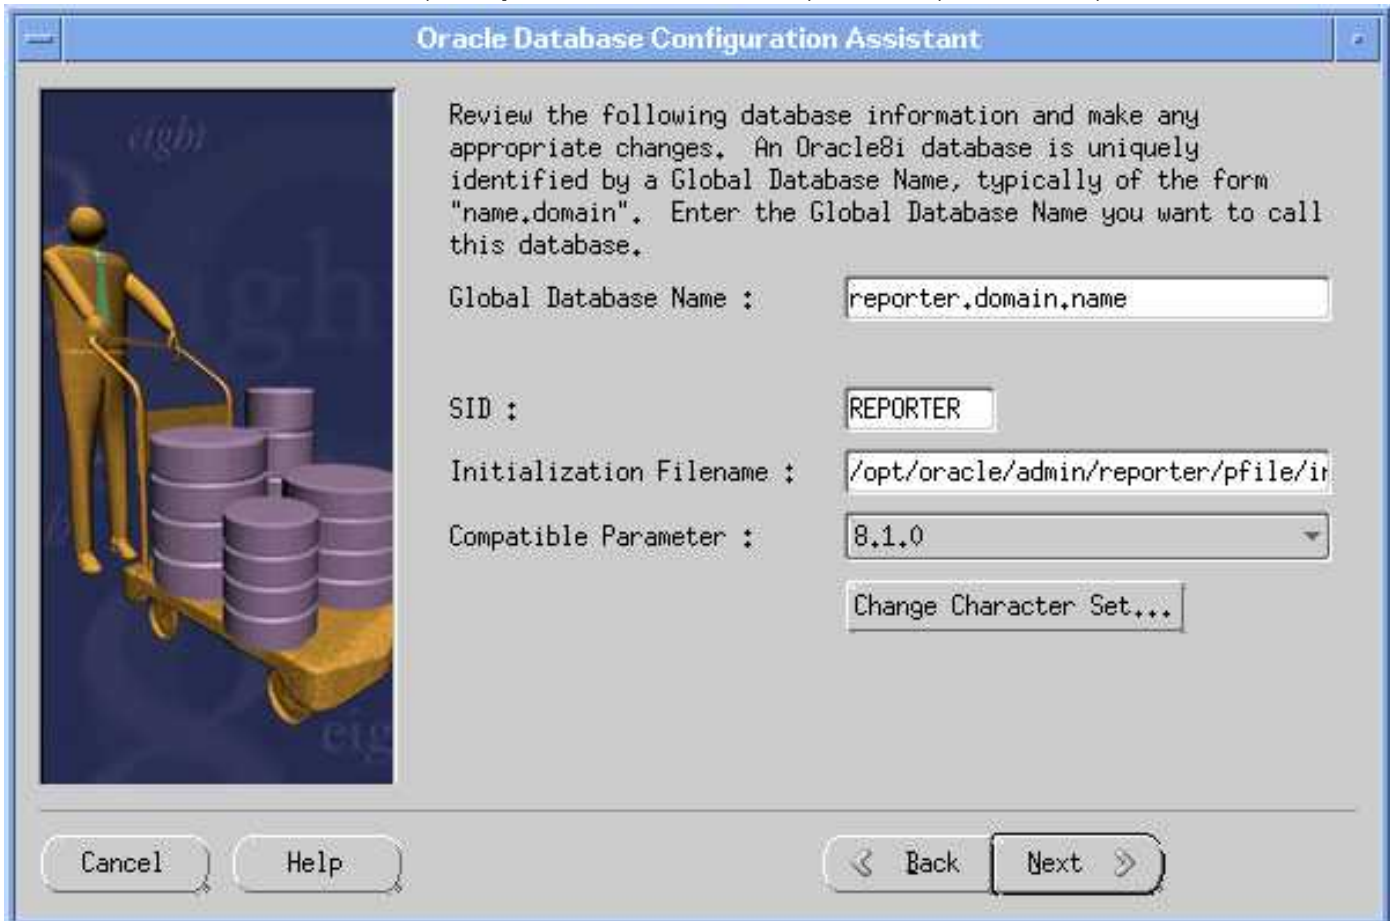 Oracle Database Configuration Assistant
eight
Review the following database information and make any
appropriate changes.  An Oracle8i database is uniquely
identified by a Global Database Name, typically of the form
"name.domain".  Enter the Global Database Name you want to call
this database.
Global Database Name : reporter.domain.name
SID : REPORTER
Initialization Filename : /opt/oracle/admin/reporter/pfile/
Compatible Parameter : 8.1.0
Change Character Set...
Cancel Help Back Next